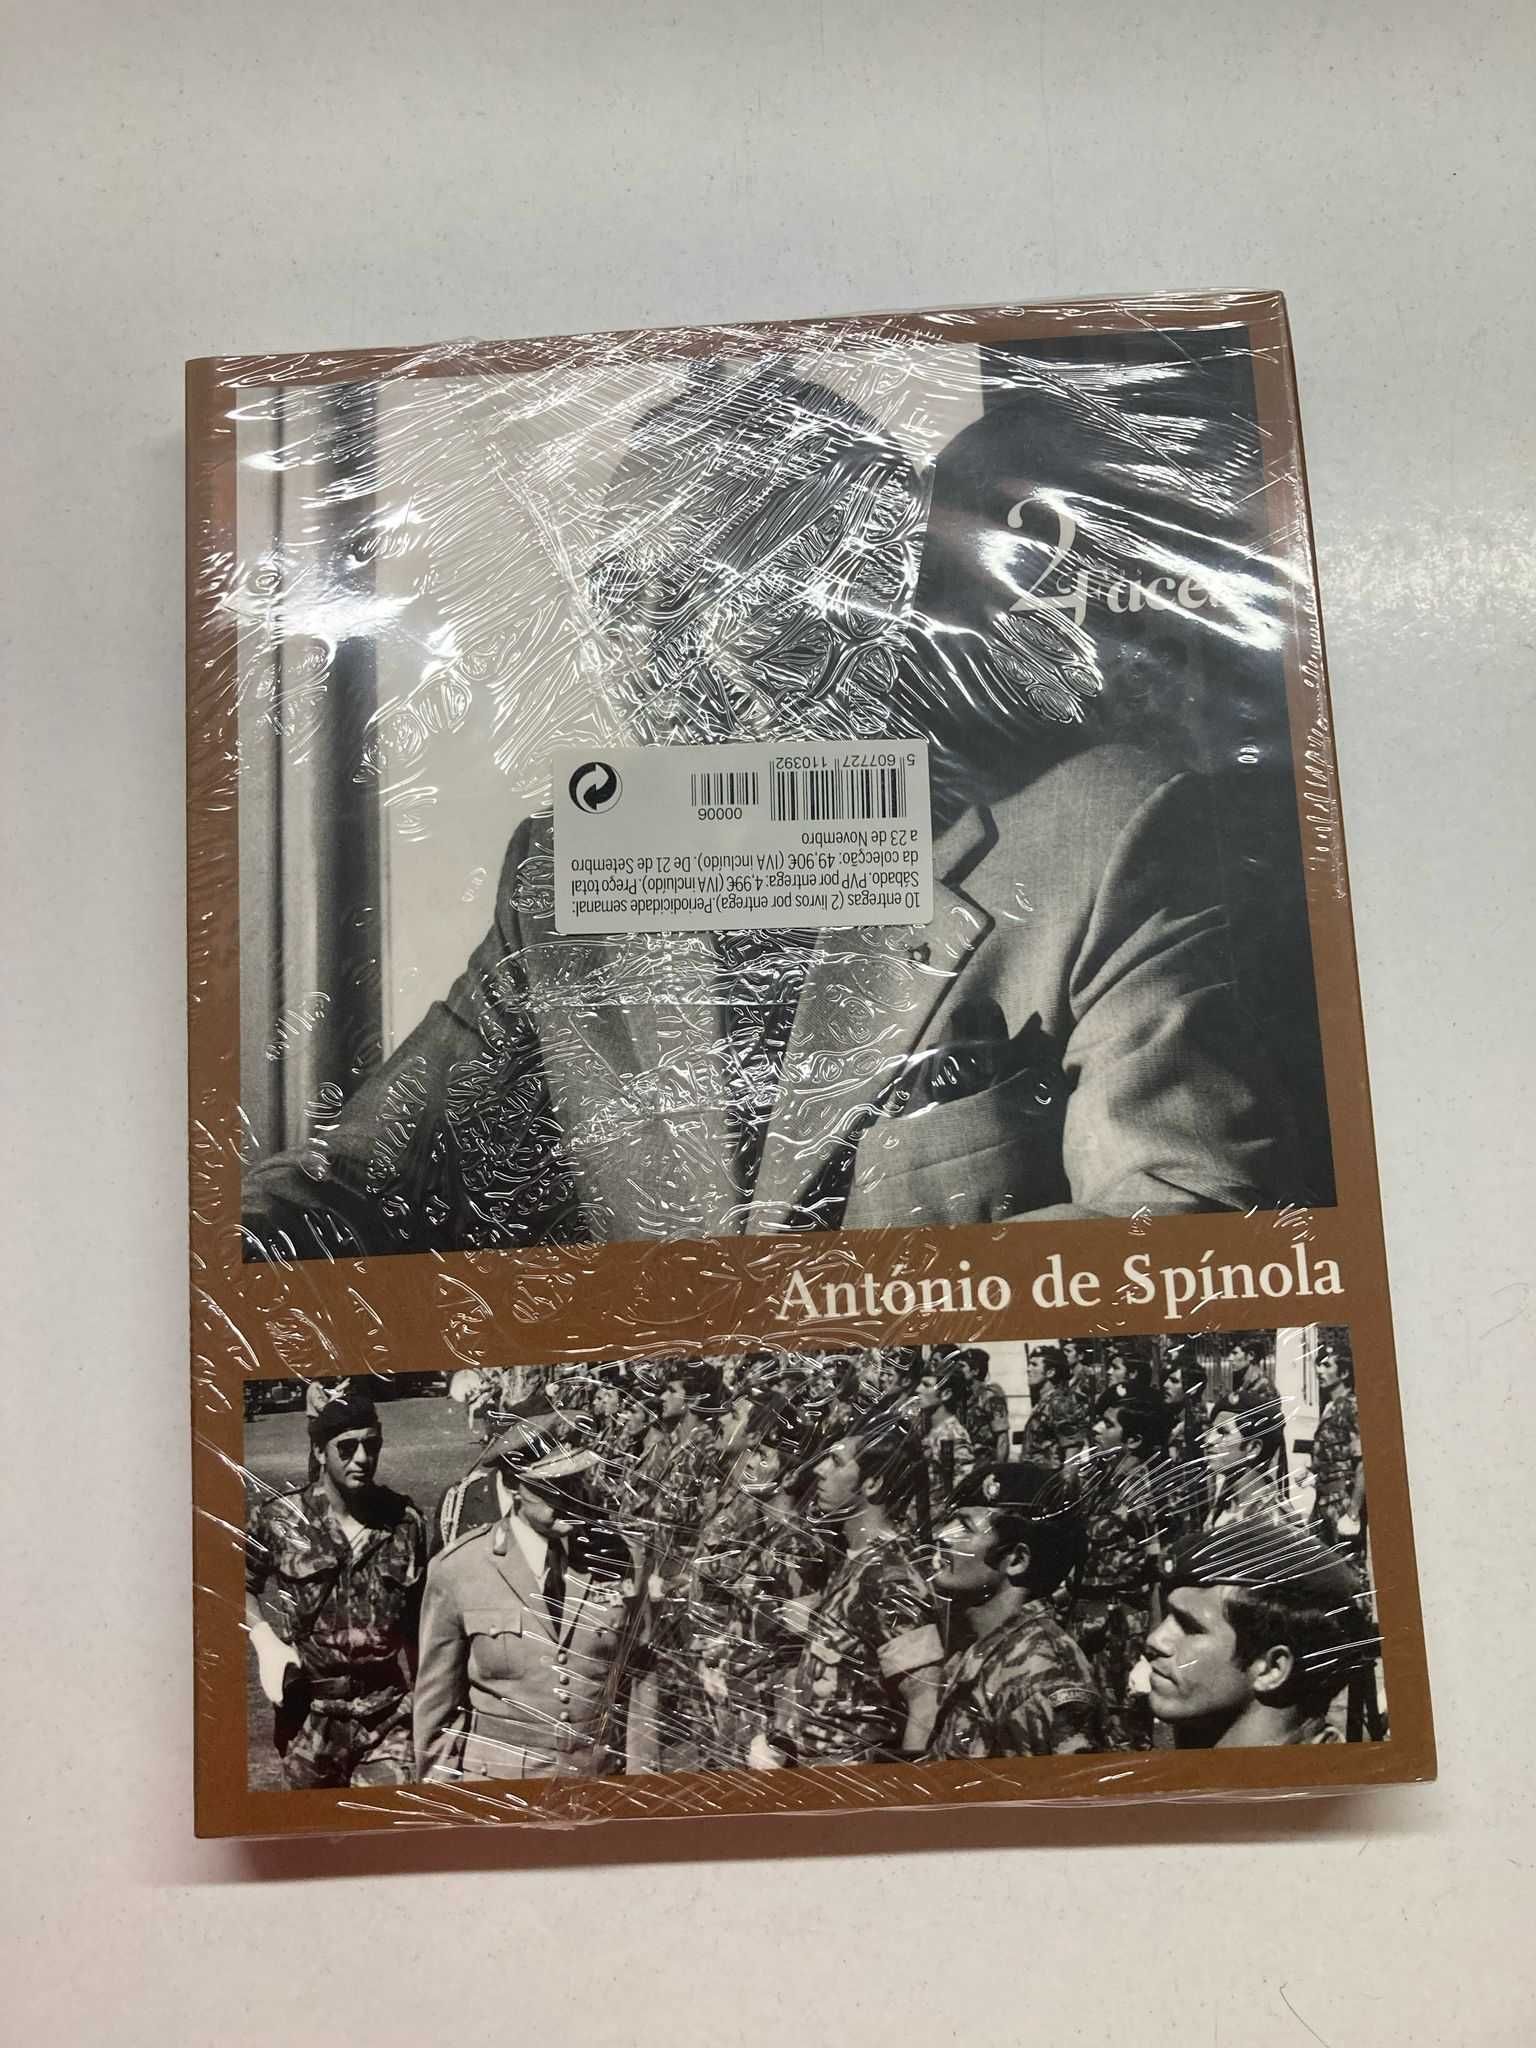 2 Faces
10 entregas (2 livros por entrega).Periodicidade semanal:
Sábado. PVP por entrega: 4,99€ (IVA incluído). Preço total
da colecção: 49,90€ (IVA incluído). De 21 de Setembro
a 23 de Novembro
00006
5 607727 110392
António de Spínola